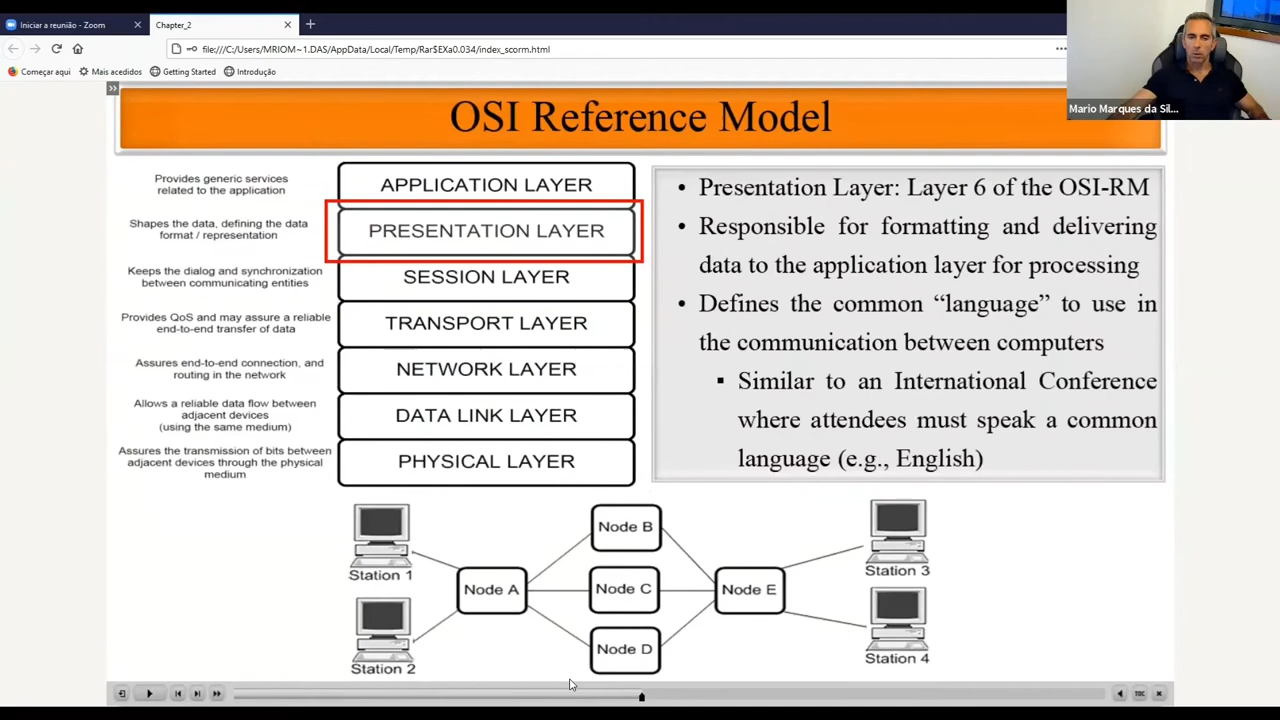 Iniciar a reunião - Zoom
Chapter_2
file:///C:/Users/MRIOM~1.DAS/AppData/Local/Temp/Rar$EXa0.034/index_scorm.html
Começar aqui
Mais acedidos
Getting Started
Introdução
Mario Marques da Sil...
OSI Reference Model
Provides generic services
related to the application
APPLICATION LAYER
Shapes the data, defining the data
format / representation
PRESENTATION LAYER
Keeps the dialog and synchronization
between communicating entities
SESSION LAYER
Provides QoS and may assure a reliable
end-to-end transfer of data
TRANSPORT LAYER
Assures end-to-end connection, and
routing in the network
NETWORK LAYER
Allows a reliable data flow between
adjacent devices
(using the same medium)
DATA LINK LAYER
Assures the transmission of bits between
adjacent devices through the physical
medium
PHYSICAL LAYER
• Presentation Layer: Layer 6 of the OSI-RM
• Responsible for formatting and delivering
data to the application layer for processing
• Defines the common “language” to use in
the communication between computers
▪ Similar to an International Conference
where attendees must speak a common
language (e.g., English)
Station 1
Station 2
Node A
Node B
Node C
Node D
Node E
Station 3
Station 4
TOC